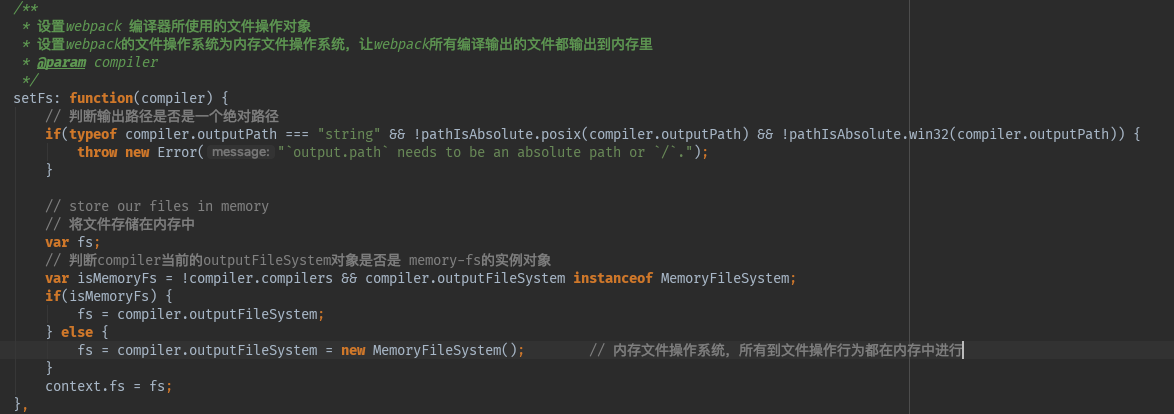 /**
 * 设置webpack 编译器所使用的文件操作对象
 * 设置webpack的文件操作系统为内存文件操作系统，让webpack所有编译输出的文件都输出到内存里
 * @param compiler
 */
setFs: function(compiler) {
    // 判断输出路径是否是一个绝对路径
    if(typeof compiler.outputPath === "string" && !pathIsAbsolute.posix(compiler.outputPath) && !pathIsAbsolute.win32(compiler.outputPath)) {
        throw new Error( message: "`output.path` needs to be an absolute path or `/`.");
    }
    // store our files in memory
    // 将文件存储在内存中
    var fs;
    // 判断compiler当前的outputFileSystem对象是否是 memory-fs的实例对象
    var isMemoryFs = !compiler.compilers && compiler.outputFileSystem instanceof MemoryFileSystem;
    if(isMemoryFs) {
        fs = compiler.outputFileSystem;
    } else {
        fs = compiler.outputFileSystem = new MemoryFileSystem();        // 内存文件操作系统，所有到文件操作行为都在内存中进行
    }
    context.fs = fs;
},